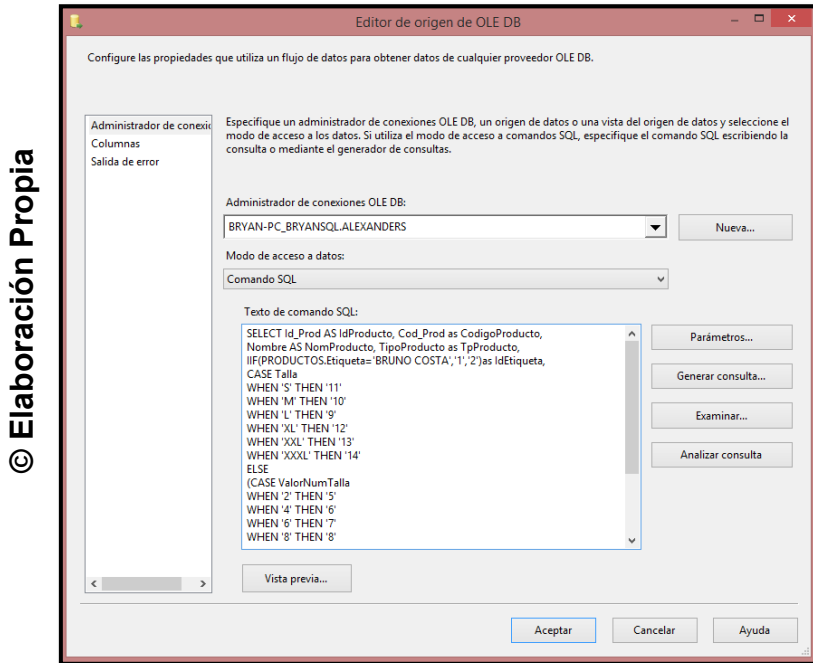 © Elaboración Propia
Editor de origen de OLE DB
Configure las propiedades que utiliza un flujo de datos para obtener datos de cualquier proveedor OLE DB.
Administrador de conexic
Columnas
Salida de error
Especifique un administrador de conexiones OLE DB, un origen de datos o una vista del origen de datos y seleccione el
modo de acceso a los datos. Si utiliza el modo de acceso a comandos SQL, especifique el comando SQL escribiendo la
consulta o mediante el generador de consultas.
Administrador de conexiones OLE DB:
BRYAN-PC_BRYANSQL.ALEXANDERS
Nueva...
Modo de acceso a datos:
Comando SQL
Texto de comando SQL:
SELECT Id_Prod AS IdProducto, Cod_Prod as CodigoProducto,
Nombre AS NomProducto, TipoProducto as TpProducto,
IIF(PRODUCTOS.Etiqueta='BRUNO COSTA','1','2')as IdEtiqueta,
CASE Talla
WHEN 'S' THEN '11'
WHEN 'M' THEN '10'
WHEN 'L' THEN '9'
WHEN 'XL' THEN '12'
WHEN 'XXL' THEN '13'
WHEN 'XXXL' THEN '14'
ELSE
(CASE ValorNumTalla
WHEN '2' THEN '5'
WHEN '4' THEN '6'
WHEN '6' THEN '7'
WHEN '8' THEN '8'
Parámetros...
Generar consulta...
Examinar...
Analizar consulta
Vista previa...
Aceptar
Cancelar
Ayuda